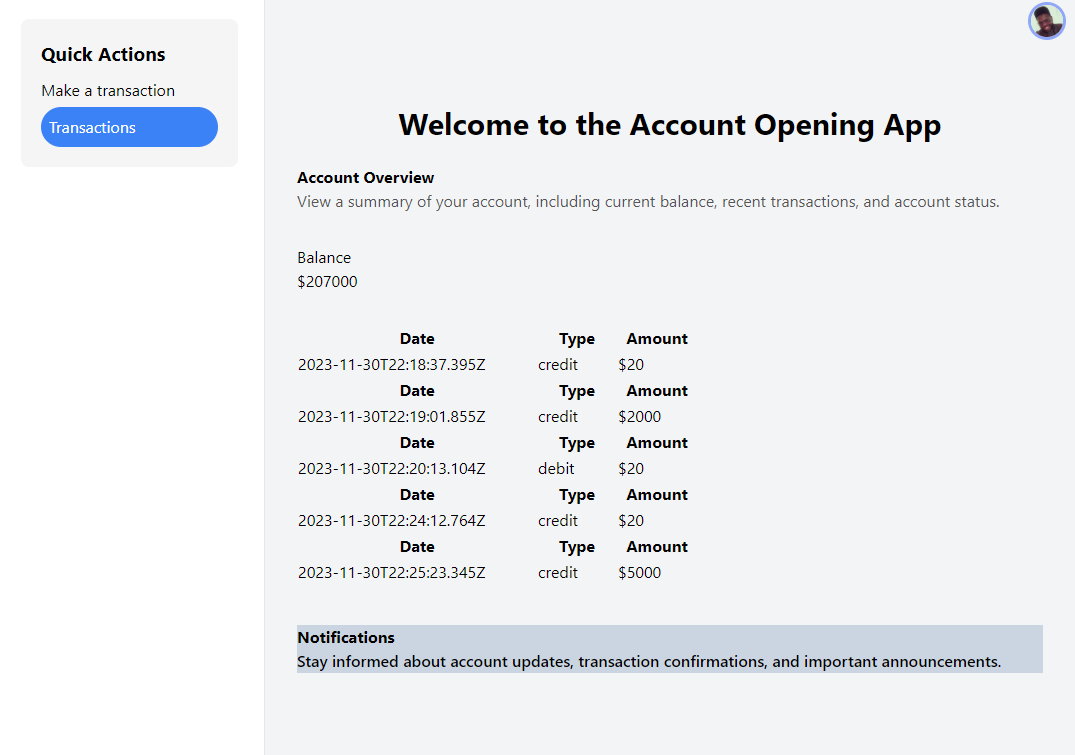 Quick Actions
Make a transaction
Transactions
Welcome to the Account Opening App
Account Overview
View a summary of your account, including current balance, recent transactions, and account status.
Balance
$207000
Date Type Amount
2023-11-30T22:18:37.395Z credit $20
Date Type Amount
2023-11-30T22:19:01.855Z credit $2000
Date Type Amount
2023-11-30T22:20:13.104Z debit $20
Date Type Amount
2023-11-30T22:24:12.764Z credit $20
Date Type Amount
2023-11-30T22:25:23.345Z credit $5000
Notifications
Stay informed about account updates, transaction confirmations, and important announcements.